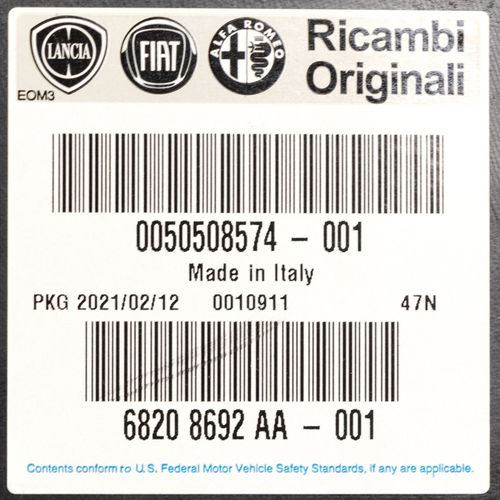 LANCIA FIAT ALFA ROMEO Ricambi
Originali
EOM3
0050508574 - 001
Made in Italy
PKG 2021/02/12 0010911 47N
6820 8692 AA - 001
Contents conform to U.S. Federal Motor Vehicle Safety Standards, if any are applicable.